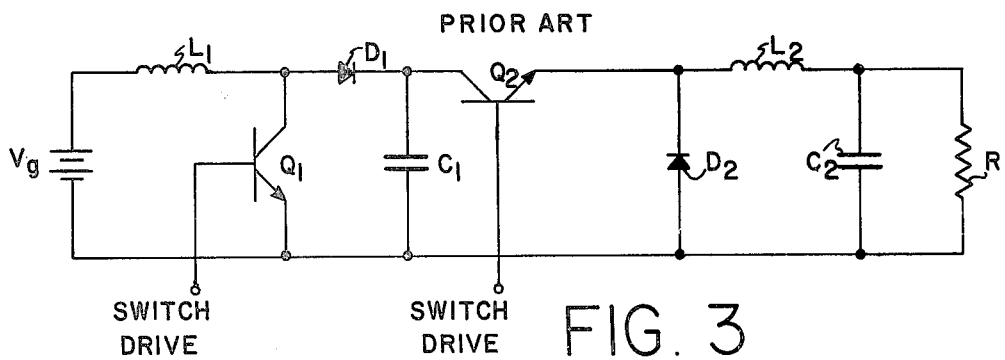 PRIOR ART
L1
D1
Q2
L2
Vg
Q1
C1
D2
C2
R
SWITCH
DRIVE
SWITCH
DRIVE
FIG. 3